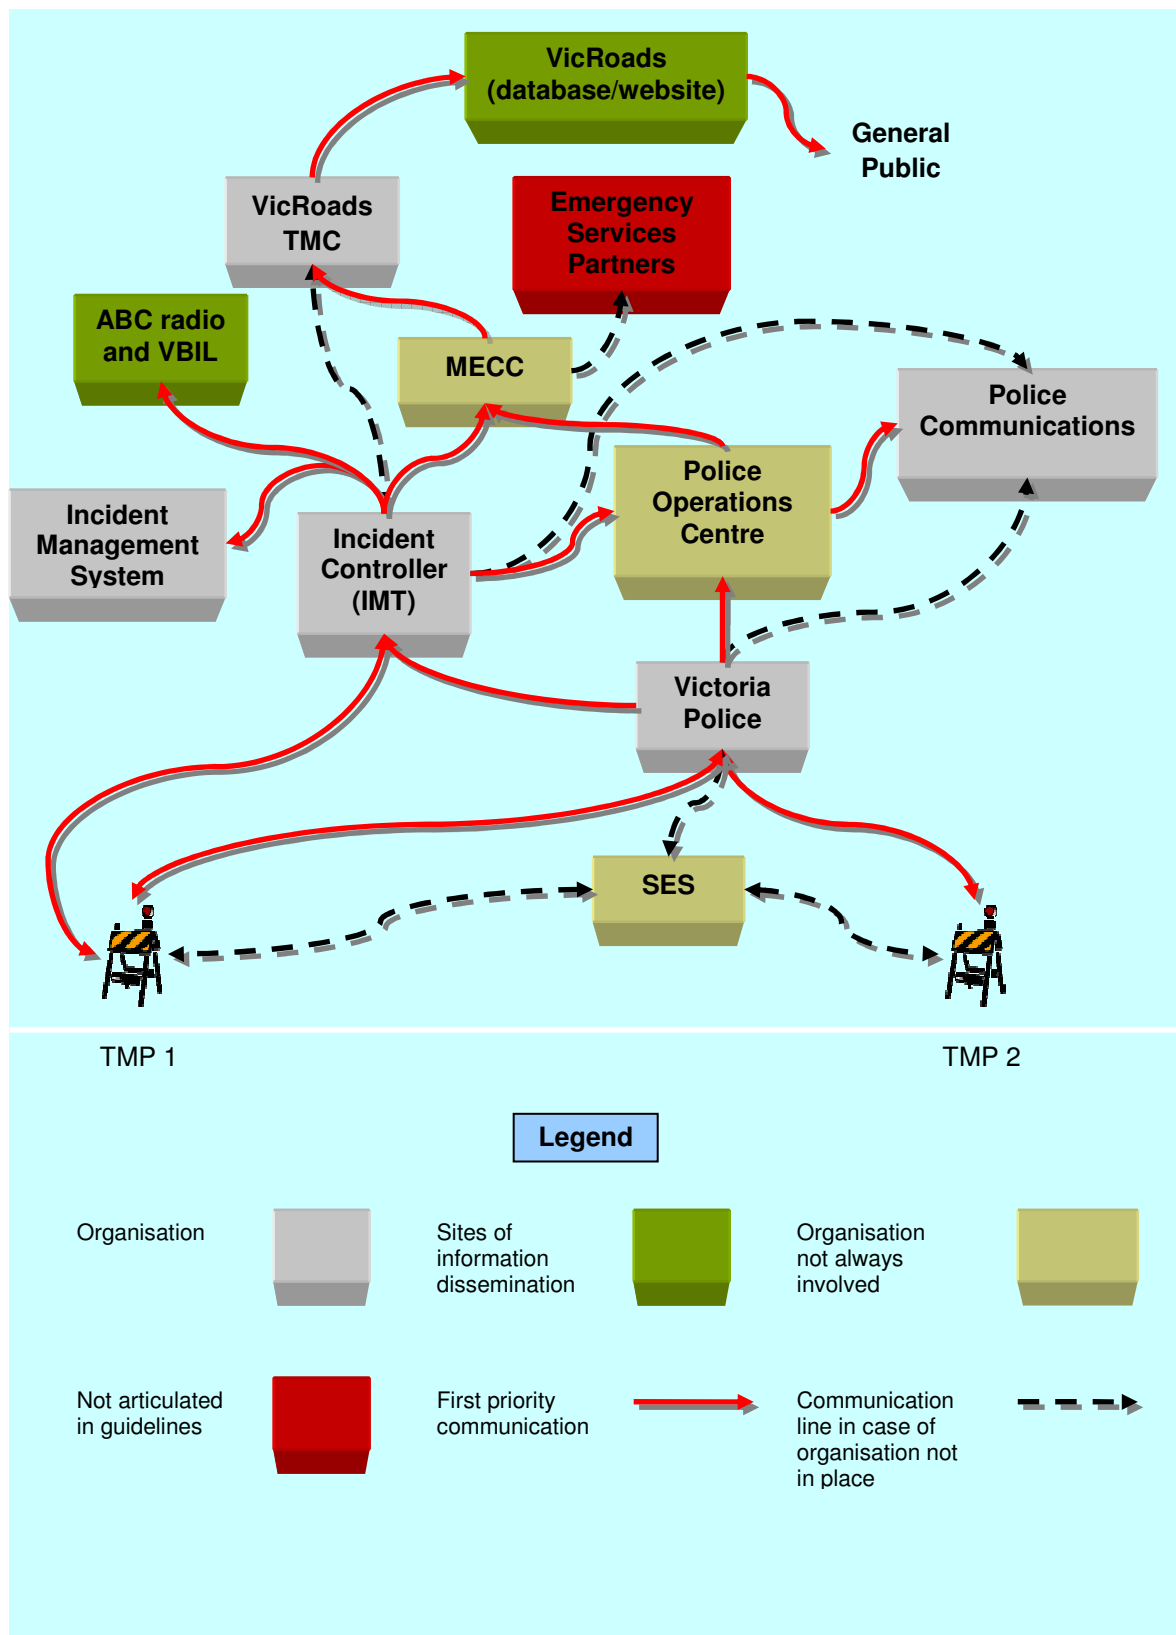 VicRoads
(database/website)
General
Public
VicRoads
TMC
Emergency
Services
Partners
ABC radio
and VBIL
MECC
Police
Communications
Police
Operations
Centre
Incident
Management
System
Incident
Controller
(IMT)
Victoria
Police
SES
TMP 1
TMP 2
Legend
Organisation
Sites of
information
dissemination
Organisation
not always
involved
Not articulated
in guidelines
First priority
communication
Communication
line in case of
organisation not
in place